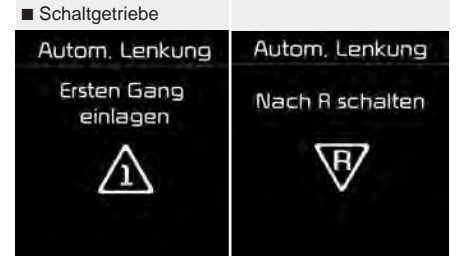 ■ Schaltgetriebe
Autom. Lenkung
Ersten Gang
einlagen
1
Autom. Lenkung
Nach R schalten
R